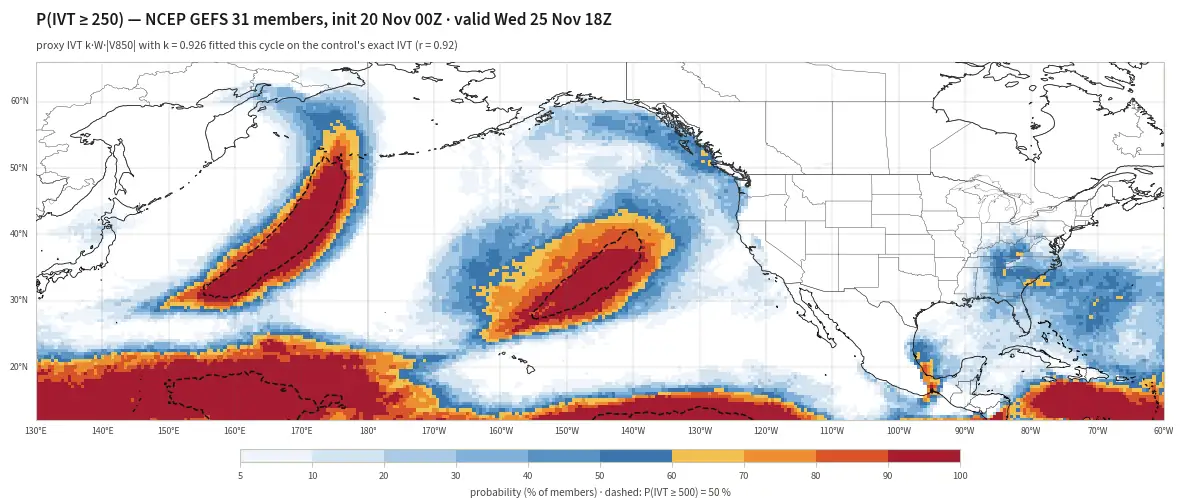 P(IVT ≥ 250) — NCEP GEFS 31 members, init 20 Nov 00Z · valid Wed 25 Nov 18Z
proxy IVT k·W·|V850| with k = 0.926 fitted this cycle on the control's exact IVT (r = 0.92)
60°N
50°N
40°N
30°N
20°N
130°E 140°E 150°E 160°E 170°E 180° 170°W 160°W 150°W 140°W 130°W 120°W 110°W 100°W 90°W 80°W 70°W 60°W
5 10 20 30 40 50 60 70 80 90 100
probability (% of members) · dashed: P(IVT ≥ 500) = 50 %